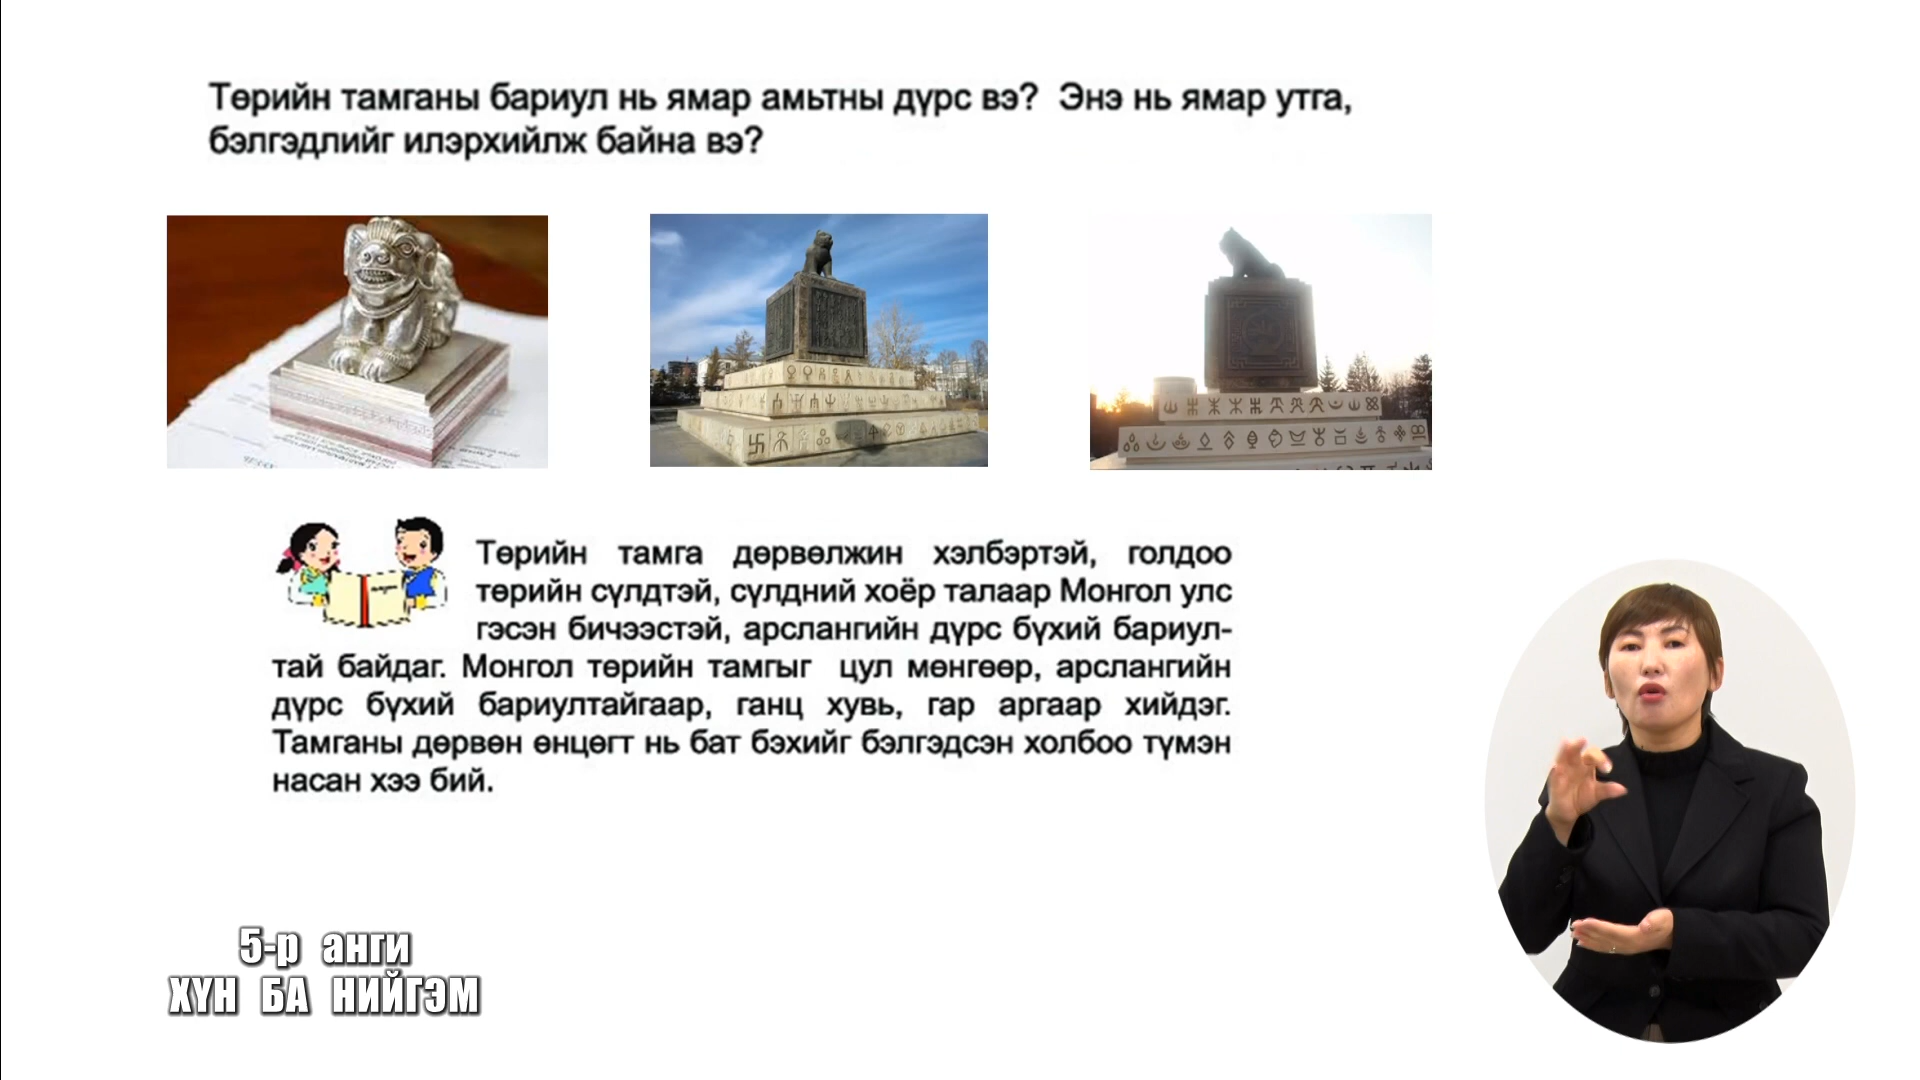 Төрийн тамганы бариул нь ямар амьтны дүрс вэ? Энэ нь ямар утга,
бэлгэдлийг илэрхийлж байна вэ?
Төрийн тамга дөрвөлжин хэлбэртэй, голдоо
төрийн сүлдтэй, сүлдний хоёр талаар Монгол улс
гэсэн бичээстэй, арслангийн дүрс бүхий бариул-
тай байдаг. Монгол төрийн тамгыг цул мөнгөөр, арслангийн
дүрс бүхий бариултайгаар, ганц хувь, гар аргаар хийдэг.
Тамганы дөрвөн өнцөгт нь бат бэхийг бэлгэдсэн холбоо түмэн
насан хээ бий.
5-р анги
ХҮН БА НИЙГЭМ